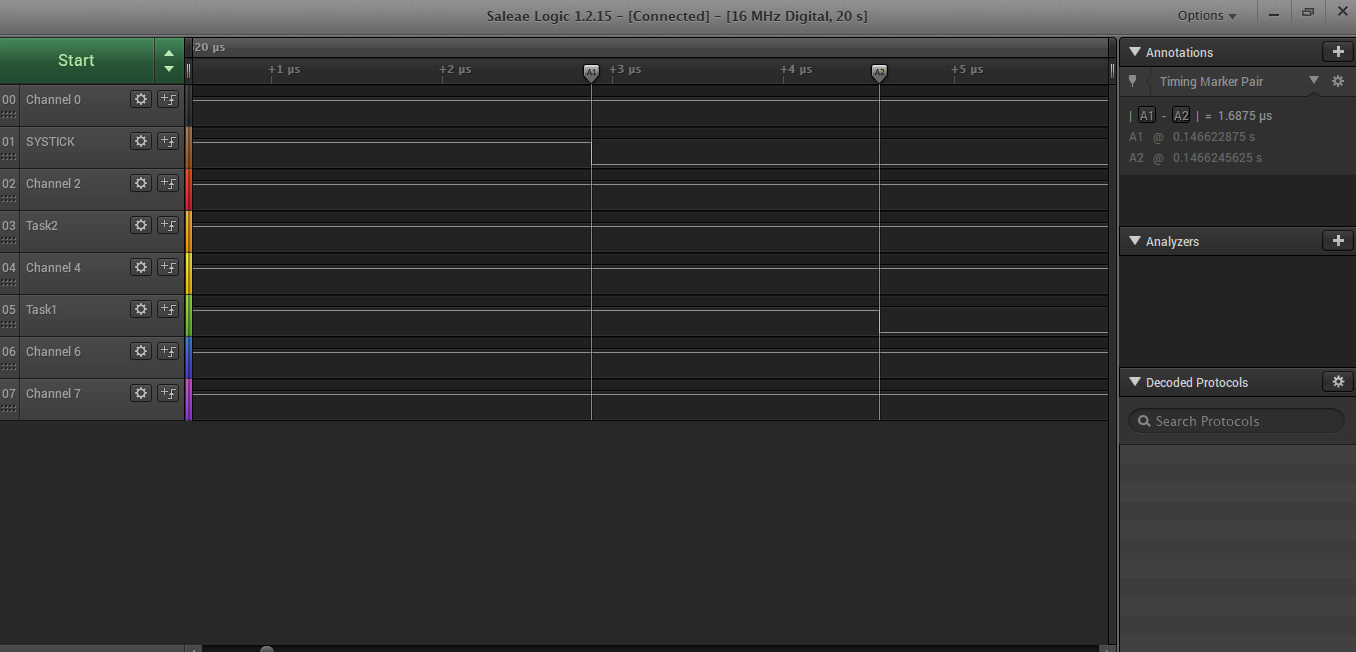 Saleae Logic 1.2.15 - [Connected] - [16 MHz Digital, 20 s]
Options
Start
20 µs
+1 µs +2 µs +3 µs +4 µs +5 µs
A1 A2
00 Channel 0
01 SYSTICK
02 Channel 2
03 Task2
04 Channel 4
05 Task1
06 Channel 6
07 Channel 7
Annotations
Timing Marker Pair
| A1 - A2 | = 1.6875 µs
A1 @ 0.146622875 s
A2 @ 0.1466245625 s
Analyzers
Decoded Protocols
Search Protocols